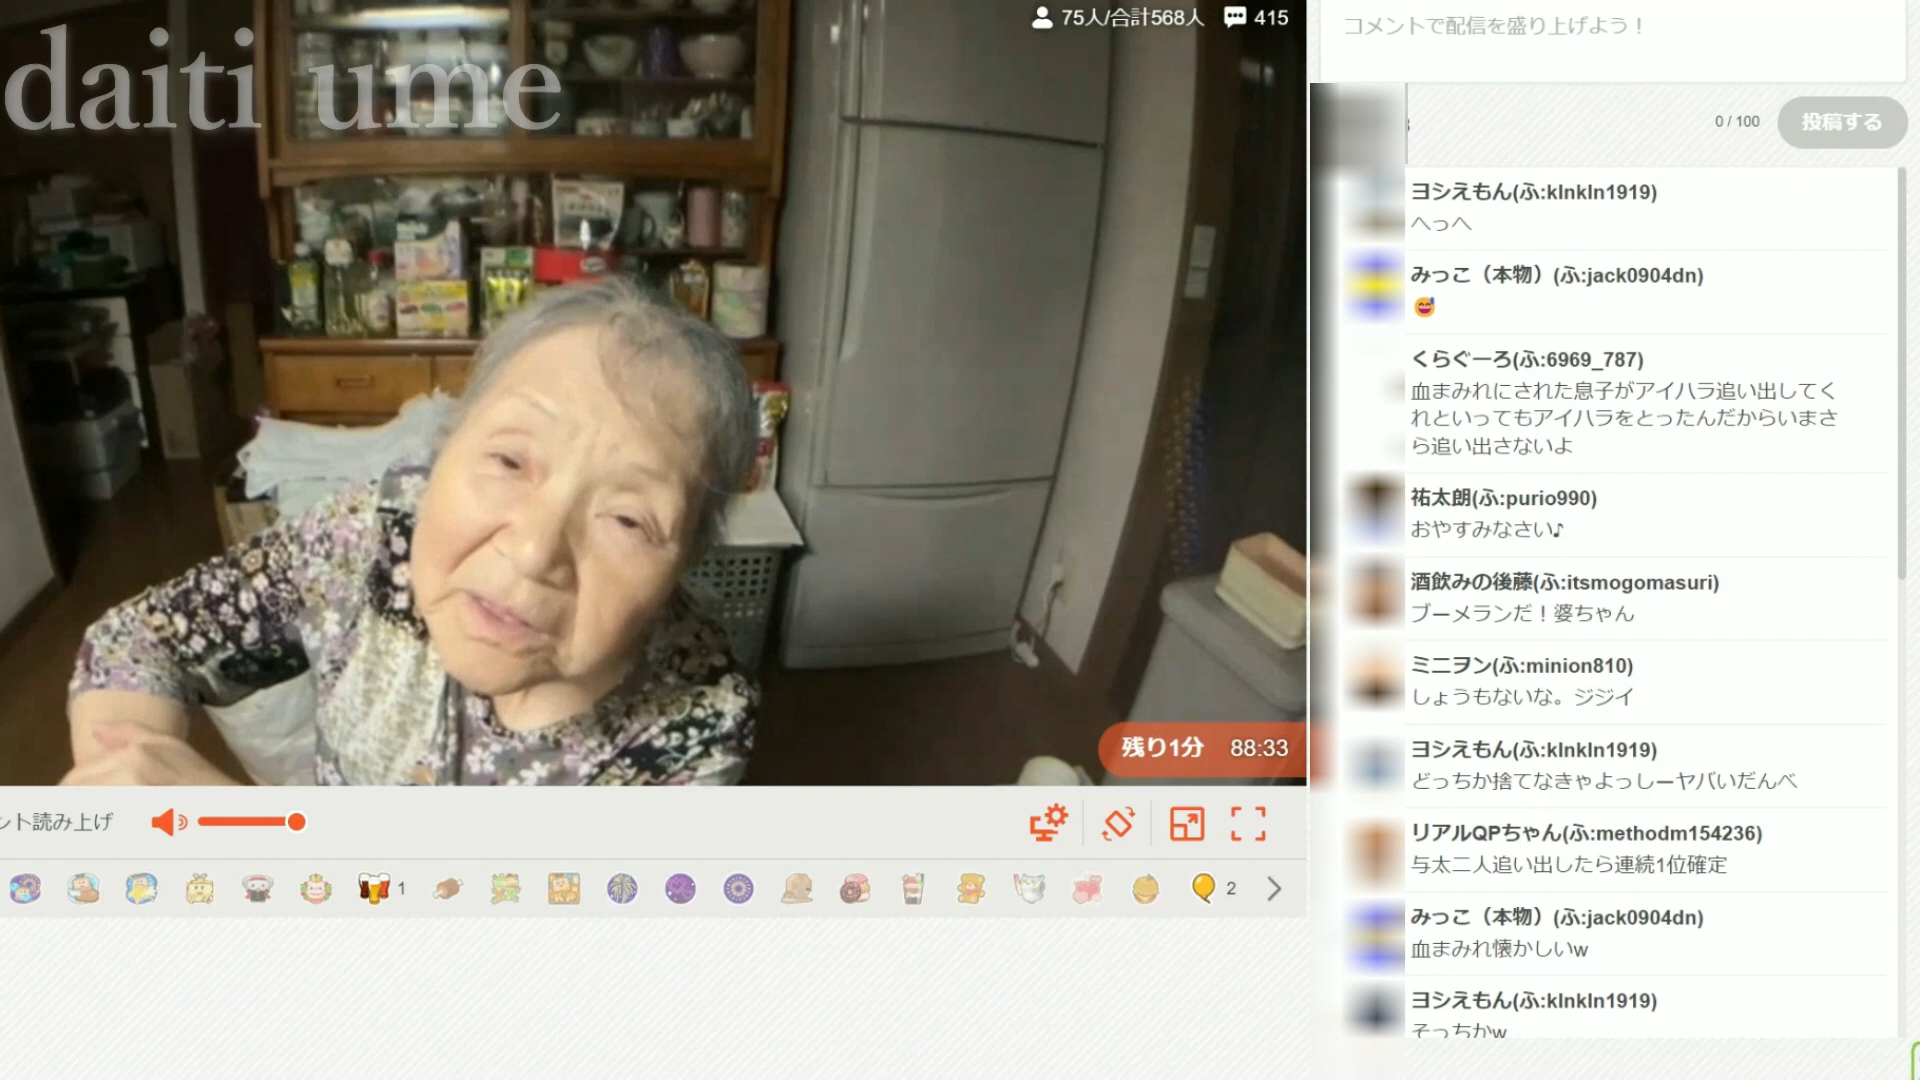 daiti ume
75人/合計568人 415
残り1分 88:33
ント読み上げ
1
2
コメントで配信を盛り上げよう！
0 / 100 投稿する
ヨシえもん(ふ:klnkln1919)
へっへ
みっこ（本物）(ふ:jack0904dn)
😅
くらぐーろ(ふ:6969_787)
血まみれにされた息子がアイハラ追い出してく
れといってもアイハラをとったんだからいまさ
ら追い出さないよ
祐太朗(ふ:purio990)
おやすみなさい♪
酒飲みの後藤(ふ:itsmogomasuri)
ブーメランだ！婆ちゃん
ミニヲン(ふ:minion810)
しょうもないな。ジジイ
ヨシえもん(ふ:klnkln1919)
どっちか捨てなきゃよっしーヤバいだんべ
リアルQPちゃん(ふ:methodm154236)
与太二人追い出したら連続1位確定
みっこ（本物）(ふ:jack0904dn)
血まみれ懐かしいw
ヨシえもん(ふ:klnkln1919)
そっちかw